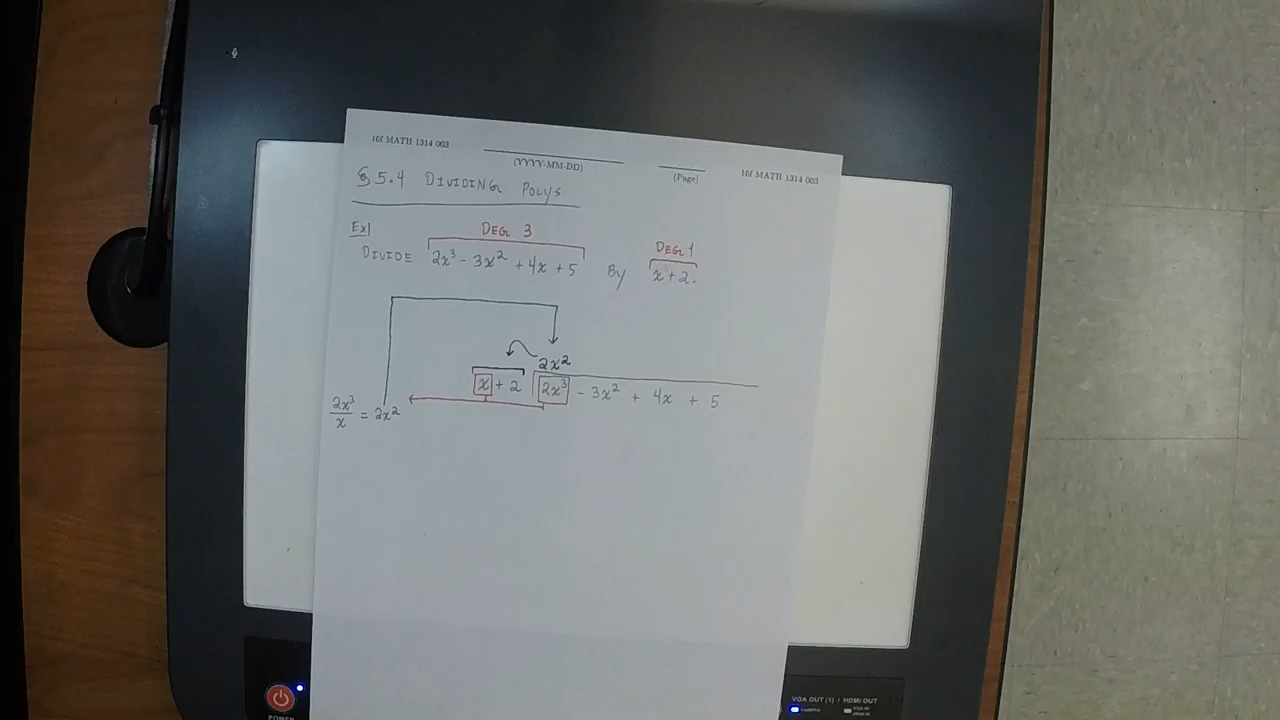 16f MATH 1314 003
(YYYY-MM-DD)
(Page)
16f MATH 1314 003
§ 5.4 DIVIDING POLYS
Ex1
DEG 3
DEG 1
DIVIDE 2x³ - 3x² + 4x + 5 By x + 2.
2x²
x + 2 2x³ - 3x² + 4x + 5
2x³/x = 2x²
POWER
VGA OUT (1) / HDMI OUT